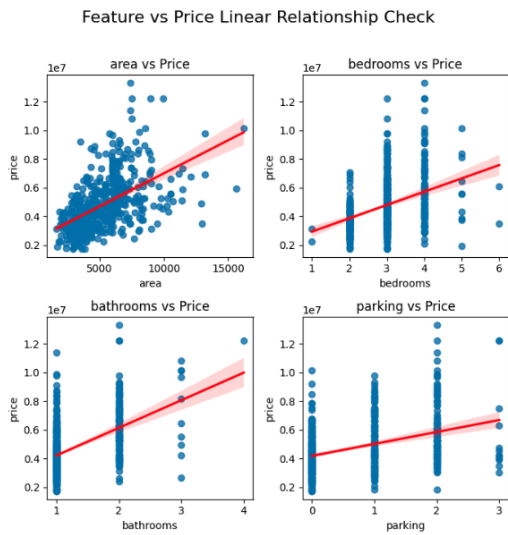 Feature vs Price Linear Relationship Check
area vs Price
1e7
1.2
1.0
0.8
0.6
0.4
0.2
price
5000 10000 15000
area
bedrooms vs Price
1e7
1.2
1.0
0.8
0.6
0.4
0.2
price
1 2 3 4 5 6
bedrooms
bathrooms vs Price
1e7
1.2
1.0
0.8
0.6
0.4
0.2
price
1 2 3 4
bathrooms
parking vs Price
1e7
1.2
1.0
0.8
0.6
0.4
0.2
price
0 1 2 3
parking